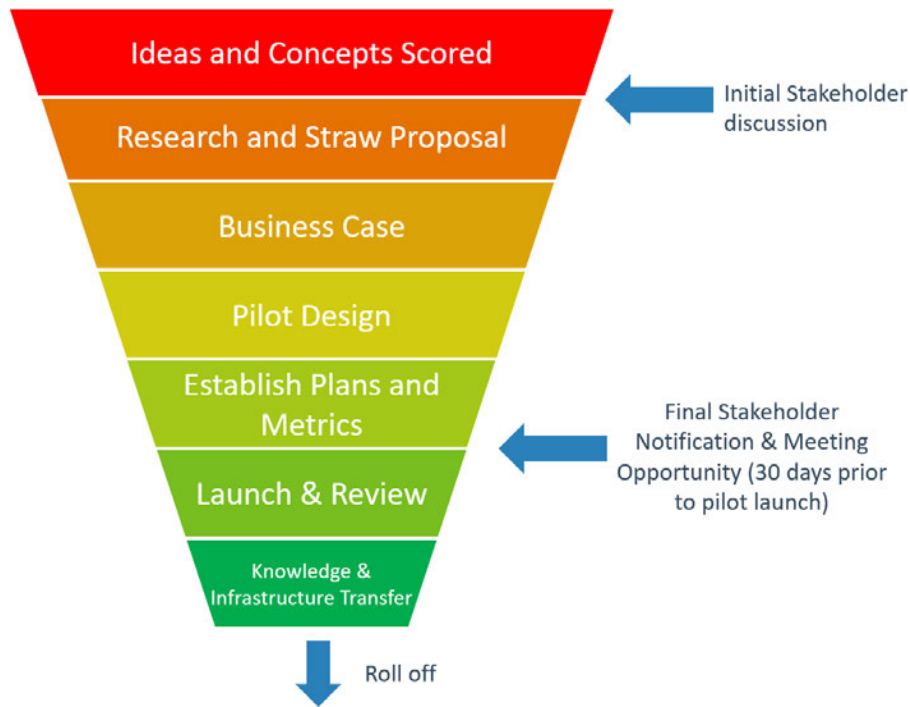 Ideas and Concepts Scored
Initial Stakeholder
discussion
Research and Straw Proposal
Business Case
Pilot Design
Establish Plans and
Metrics
Final Stakeholder
Notification & Meeting
Opportunity (30 days prior
to pilot launch)
Launch & Review
Knowledge &
Infrastructure Transfer
Roll off